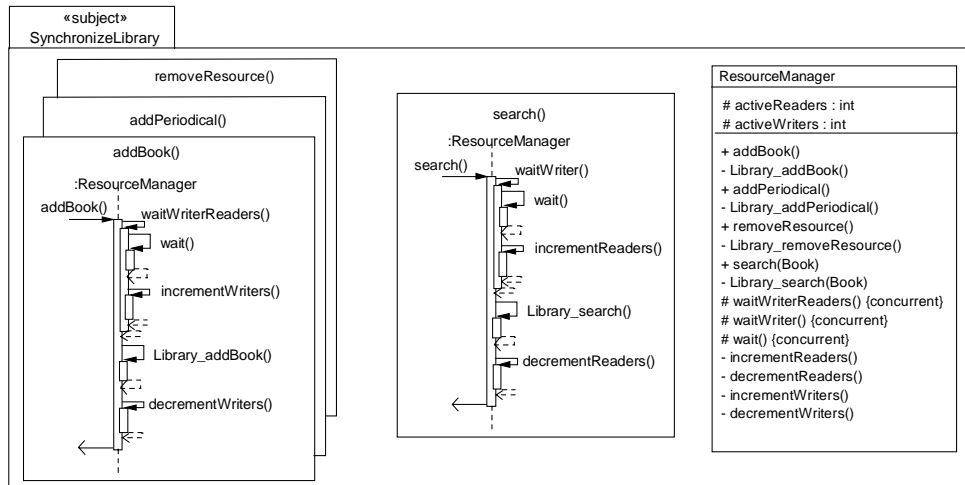 «subject»
SynchronizeLibrary
removeResource()
addPeriodical()
addBook()
:ResourceManager
addBook()
waitWriterReaders()
wait()
incrementWriters()
Library_addBook()
decrementWriters()
search()
:ResourceManager
search()
waitWriter()
wait()
incrementReaders()
Library_search()
decrementReaders()
ResourceManager
# activeReaders : int
# activeWriters : int
+ addBook()
- Library_addBook()
+ addPeriodical()
- Library_addPeriodical()
+ removeResource()
- Library_removeResource()
+ search(Book)
- Library_search(Book)
# waitWriterReaders() {concurrent}
# waitWriter() {concurrent}
# wait() {concurrent}
- incrementReaders()
- decrementReaders()
- incrementWriters()
- decrementWriters()